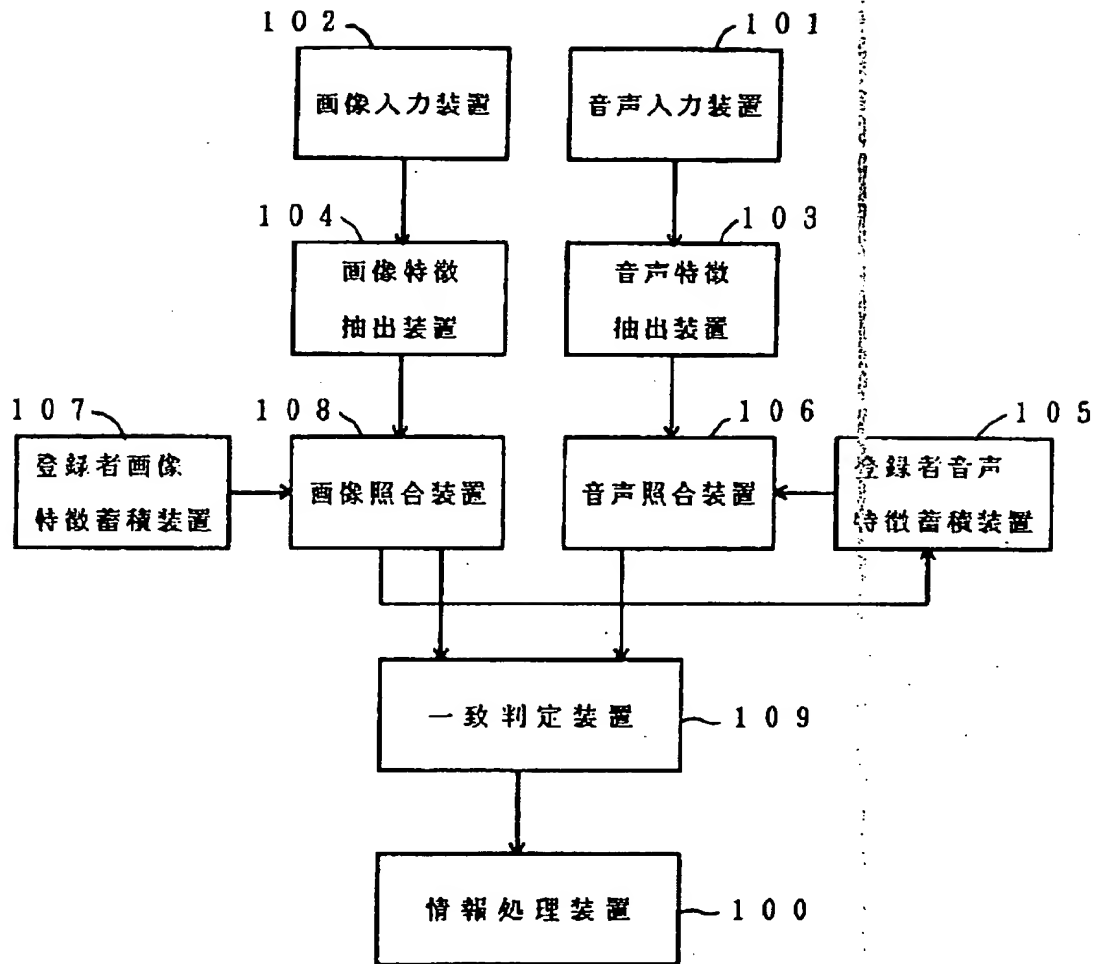 １０２
１０１
画像入力装置
音声入力装置
１０４
１０３
画像特徴
抽出装置
音声特徴
抽出装置
１０７
１０８
１０６
１０５
登録者画像
特徴蓄積装置
画像照合装置
音声照合装置
登録者音声
特徴蓄積装置
一致判定装置
１０９
情報処理装置
１００